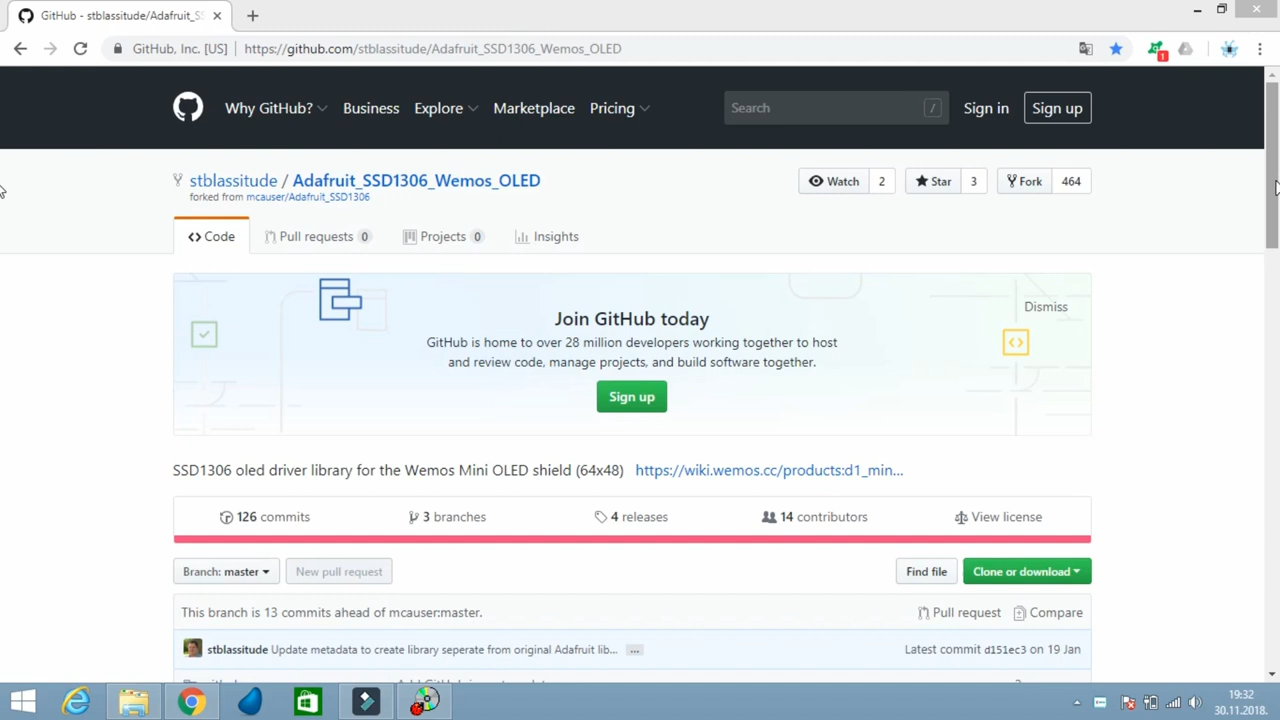 GitHub - stblassitude/Adafruit_SS
GitHub, Inc. [US]
https://github.com/stblassitude/Adafruit_SSD1306_Wemos_OLED
1
Why GitHub? Business Explore Marketplace Pricing
Search /
Sign in Sign up
stblassitude / Adafruit_SSD1306_Wemos_OLED
Watch 2 Star 3 Fork 464
forked from mcauser/Adafruit_SSD1306
Code Pull requests 0 Projects 0 Insights
Join GitHub today
Dismiss
GitHub is home to over 28 million developers working together to host
and review code, manage projects, and build software together.
Sign up
SSD1306 oled driver library for the Wemos Mini OLED shield (64x48) https://wiki.wemos.cc/products:d1_min...
126 commits 3 branches 4 releases 14 contributors View license
Branch: master New pull request Find file Clone or download
This branch is 13 commits ahead of mcauser:master. Pull request Compare
stblassitude Update metadata to create library seperate from original Adafruit lib... ... Latest commit d151ec3 on 19 Jan
19:32
30.11.2018.